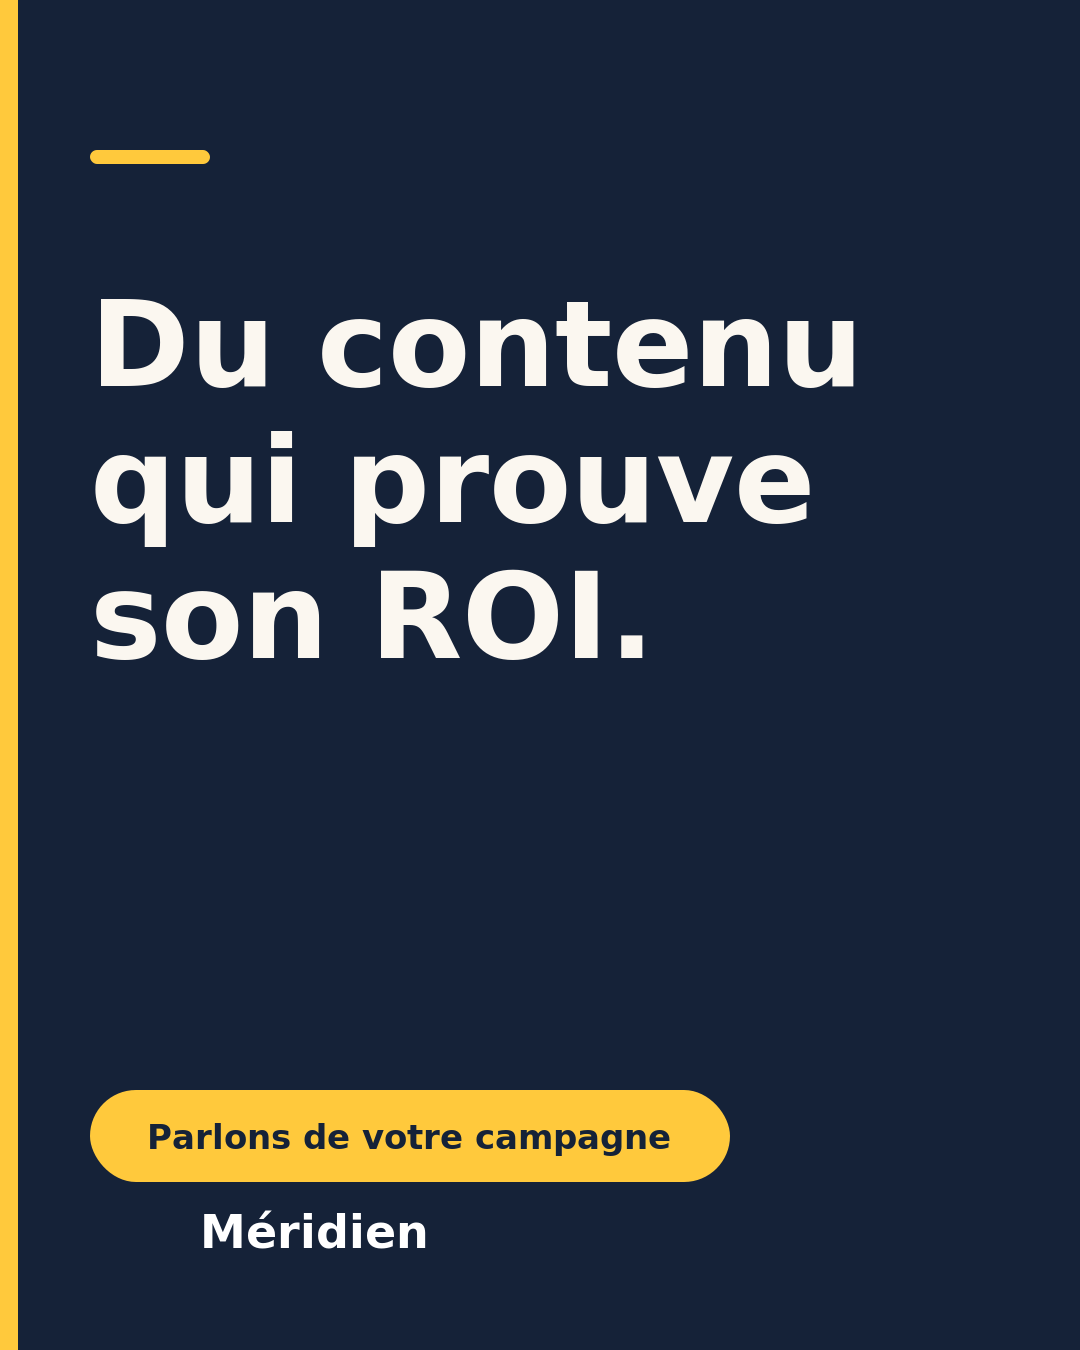 Du contenu
qui prouve
son ROI.
Parlons de votre campagne
Méridien